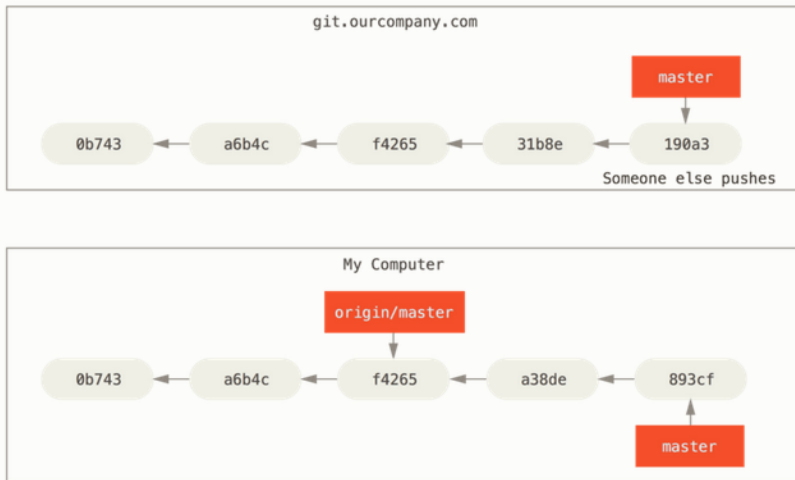 git.ourcompany.com
master
0b743 a6b4c f4265 31b8e 190a3
Someone else pushes
My Computer
origin/master
0b743 a6b4c f4265 a38de 893cf
master